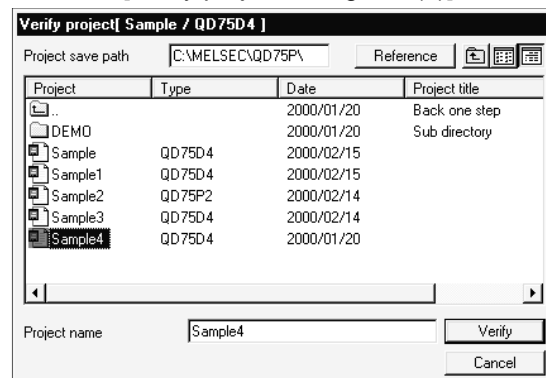 Verify project[ Sample / QD75D4 ]
Project save path C:\MELSEC\QD75P\ Reference
Project Type Date Project title
.. 2000/01/20 Back one step
DEMO 2000/01/20 Sub directory
Sample QD75D4 2000/02/15
Sample1 QD75D4 2000/02/15
Sample2 QD75P2 2000/02/14
Sample3 QD75D4 2000/02/14
Sample4 QD75D4 2000/01/20
Project name Sample4 Verify
Cancel